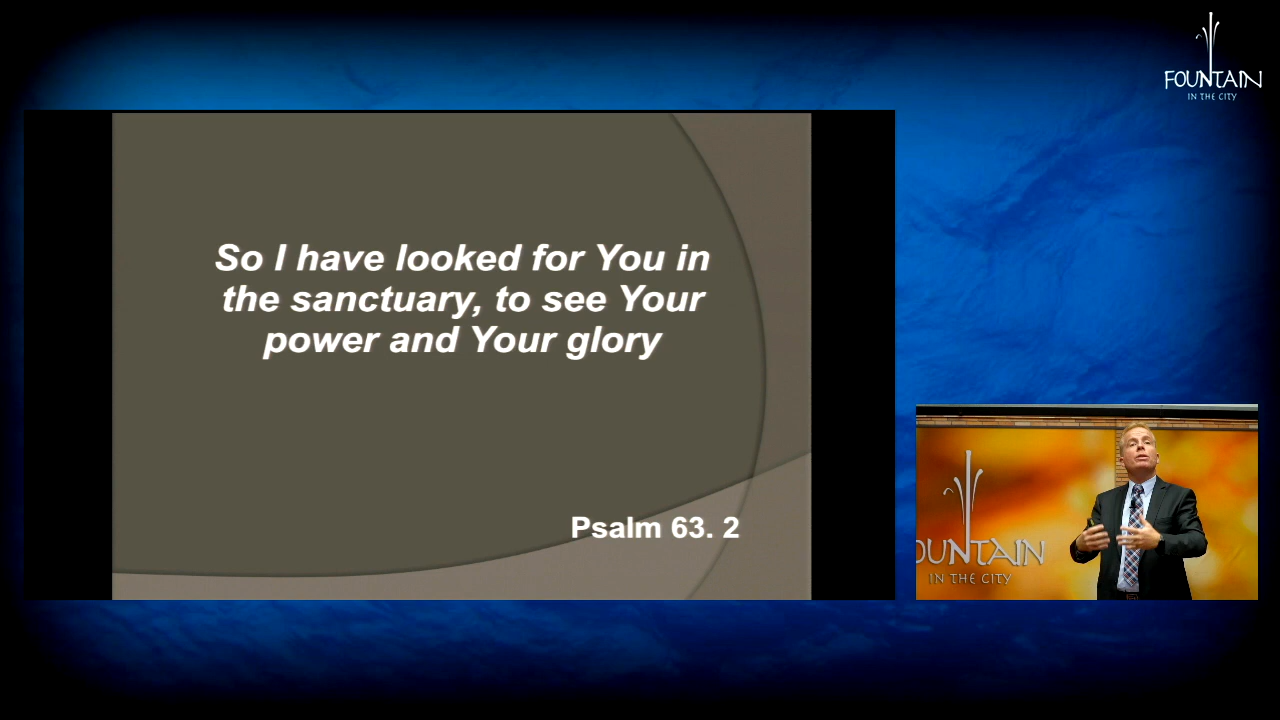 FOUNTAIN
IN THE CITY
So I have looked for You in
the sanctuary, to see Your
power and Your glory
Psalm 63. 2
OUNTAIN
IN THE CITY